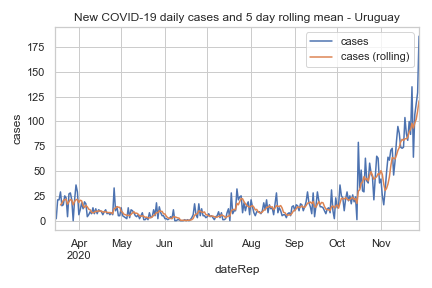 New COVID-19 daily cases and 5 day rolling mean - Uruguay
cases
cases (rolling)
175
150
125
100
75
50
25
0
cases
Apr
2020
May
Jun
Jul
Aug
Sep
Oct
Nov
dateRep